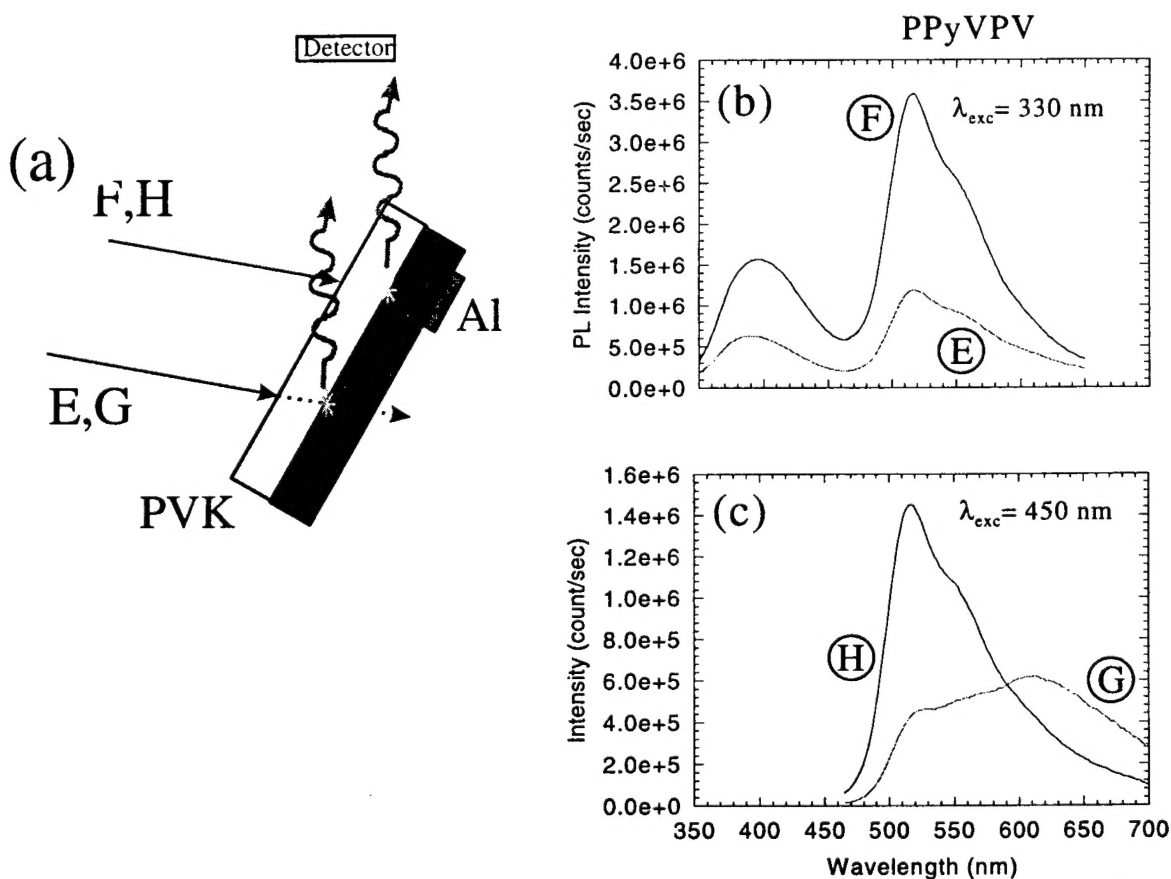 Detector
(a)
F,H
Al
E,G
PVK
PPyVPV
(b)
λexc= 330 nm
F
E
PL Intensity (counts/sec)
4.0e+6
3.5e+6
3.0e+6
2.5e+6
2.0e+6
1.5e+6
1.0e+6
5.0e+5
0.0e+0
(c)
λexc= 450 nm
H
G
Intensity (count/sec)
1.6e+6
1.4e+6
1.2e+6
1.0e+6
8.0e+5
6.0e+5
4.0e+5
2.0e+5
0.0e+0
350 400 450 500 550 600 650 700
Wavelength (nm)